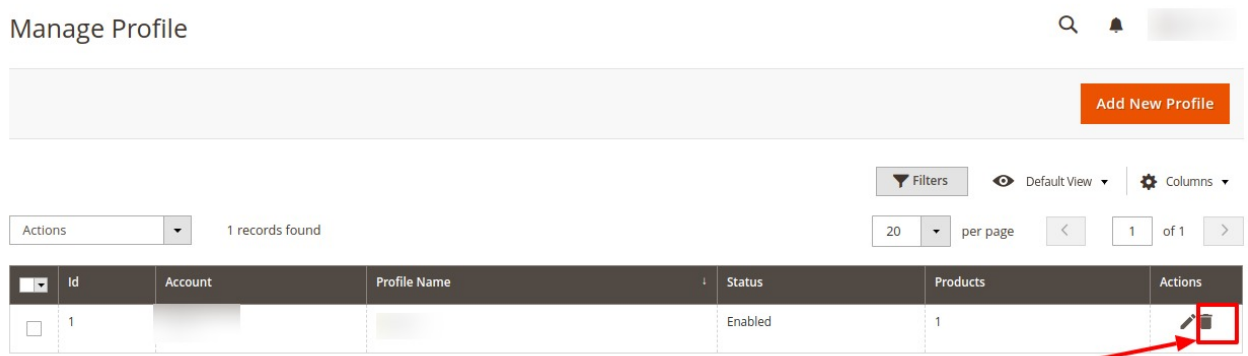 Manage Profile
Add New Profile
Filters Default View Columns
Actions 1 records found 20 per page 1 of 1
Id Account Profile Name ↓ Status Products Actions
1 Enabled 1